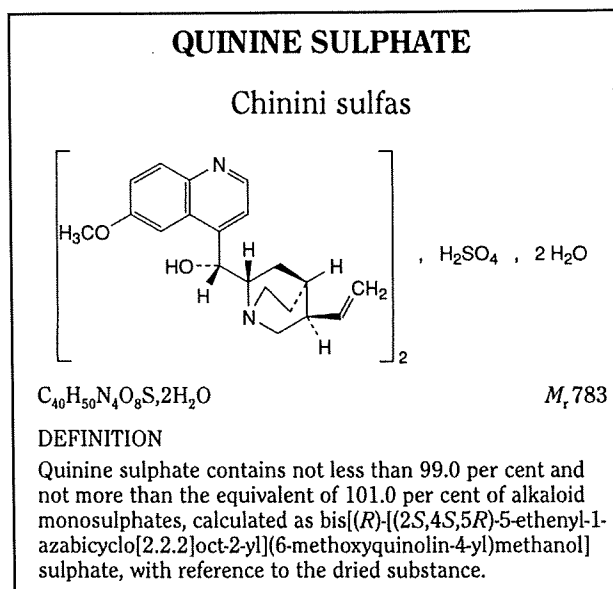 QUININE SULPHATE
Chinini sulfas
N
H₃CO
HO
H
H
H
CH₂
N
H
2
, H₂SO₄ , 2 H₂O
C₄₀H₅₀N₄O₈S,2H₂O
Mᵣ 783
DEFINITION
Quinine sulphate contains not less than 99.0 per cent and
not more than the equivalent of 101.0 per cent of alkaloid
monosulphates, calculated as bis[(R)-[(2S,4S,5R)-5-ethenyl-1-
azabicyclo[2.2.2]oct-2-yl](6-methoxyquinolin-4-yl)methanol]
sulphate, with reference to the dried substance.